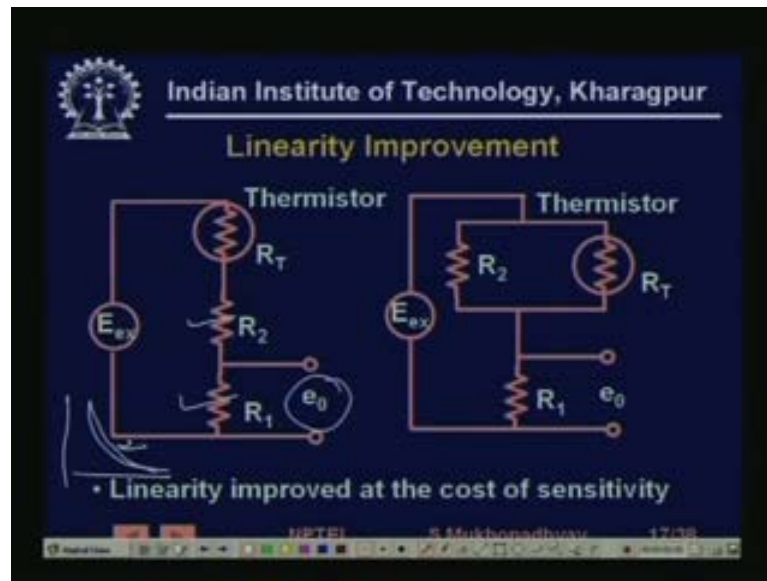 Indian Institute of Technology, Kharagpur
Linearity Improvement
Thermistor
R_T
E_ex
R_2
R_1
e_0
Thermistor
R_2
R_T
E_ex
R_1
e_0
• Linearity improved at the cost of sensitivity
NPTEL S.Mukhopadhyay 17/38